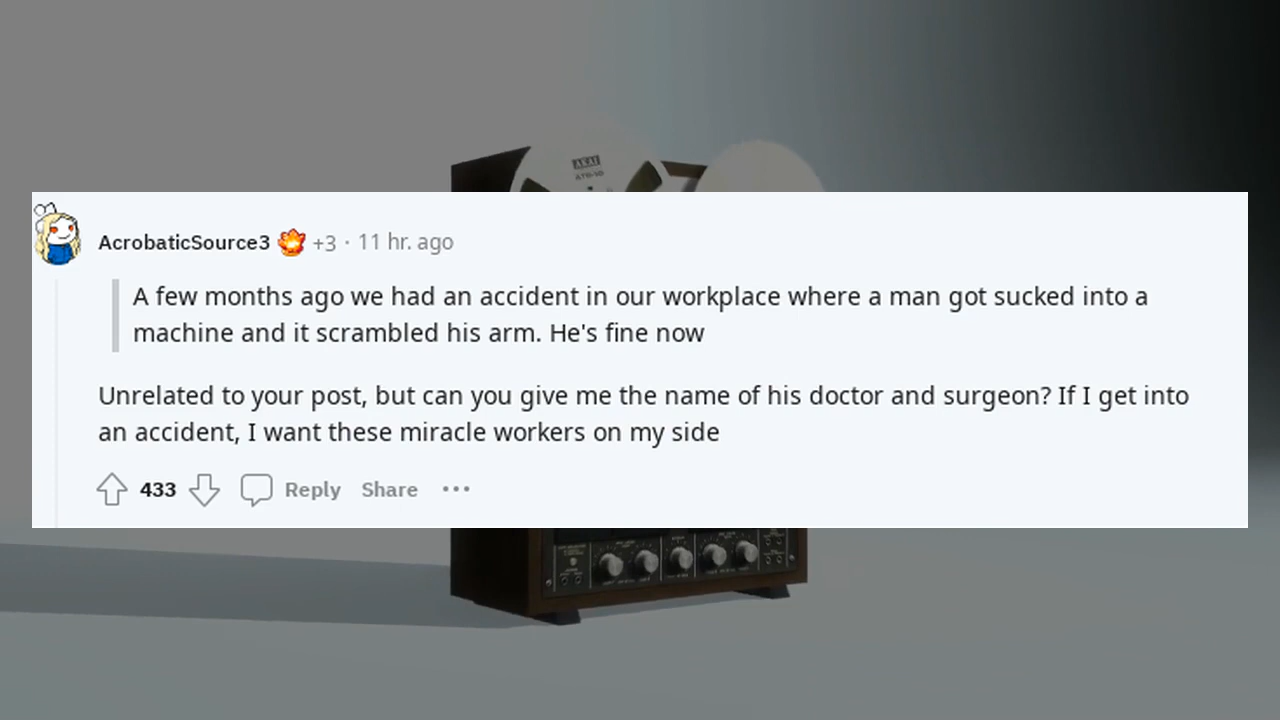 AKAI
AcrobaticSource3 +3 · 11 hr. ago
A few months ago we had an accident in our workplace where a man got sucked into a
machine and it scrambled his arm. He's fine now
Unrelated to your post, but can you give me the name of his doctor and surgeon? If I get into
an accident, I want these miracle workers on my side
433 Reply Share ···